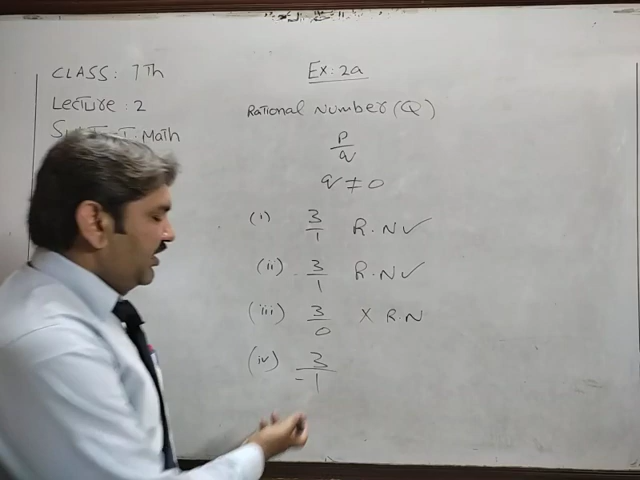 CLASS: 7Th
Ex: 2a
Lecture: 2
Rational Number (Q)
Math
P/q
q ≠ 0
(i) 3/1 R.N ✓
(ii) 3/1 R.N ✓
(iii) 3/0 X R.N
(iv) 3/-1